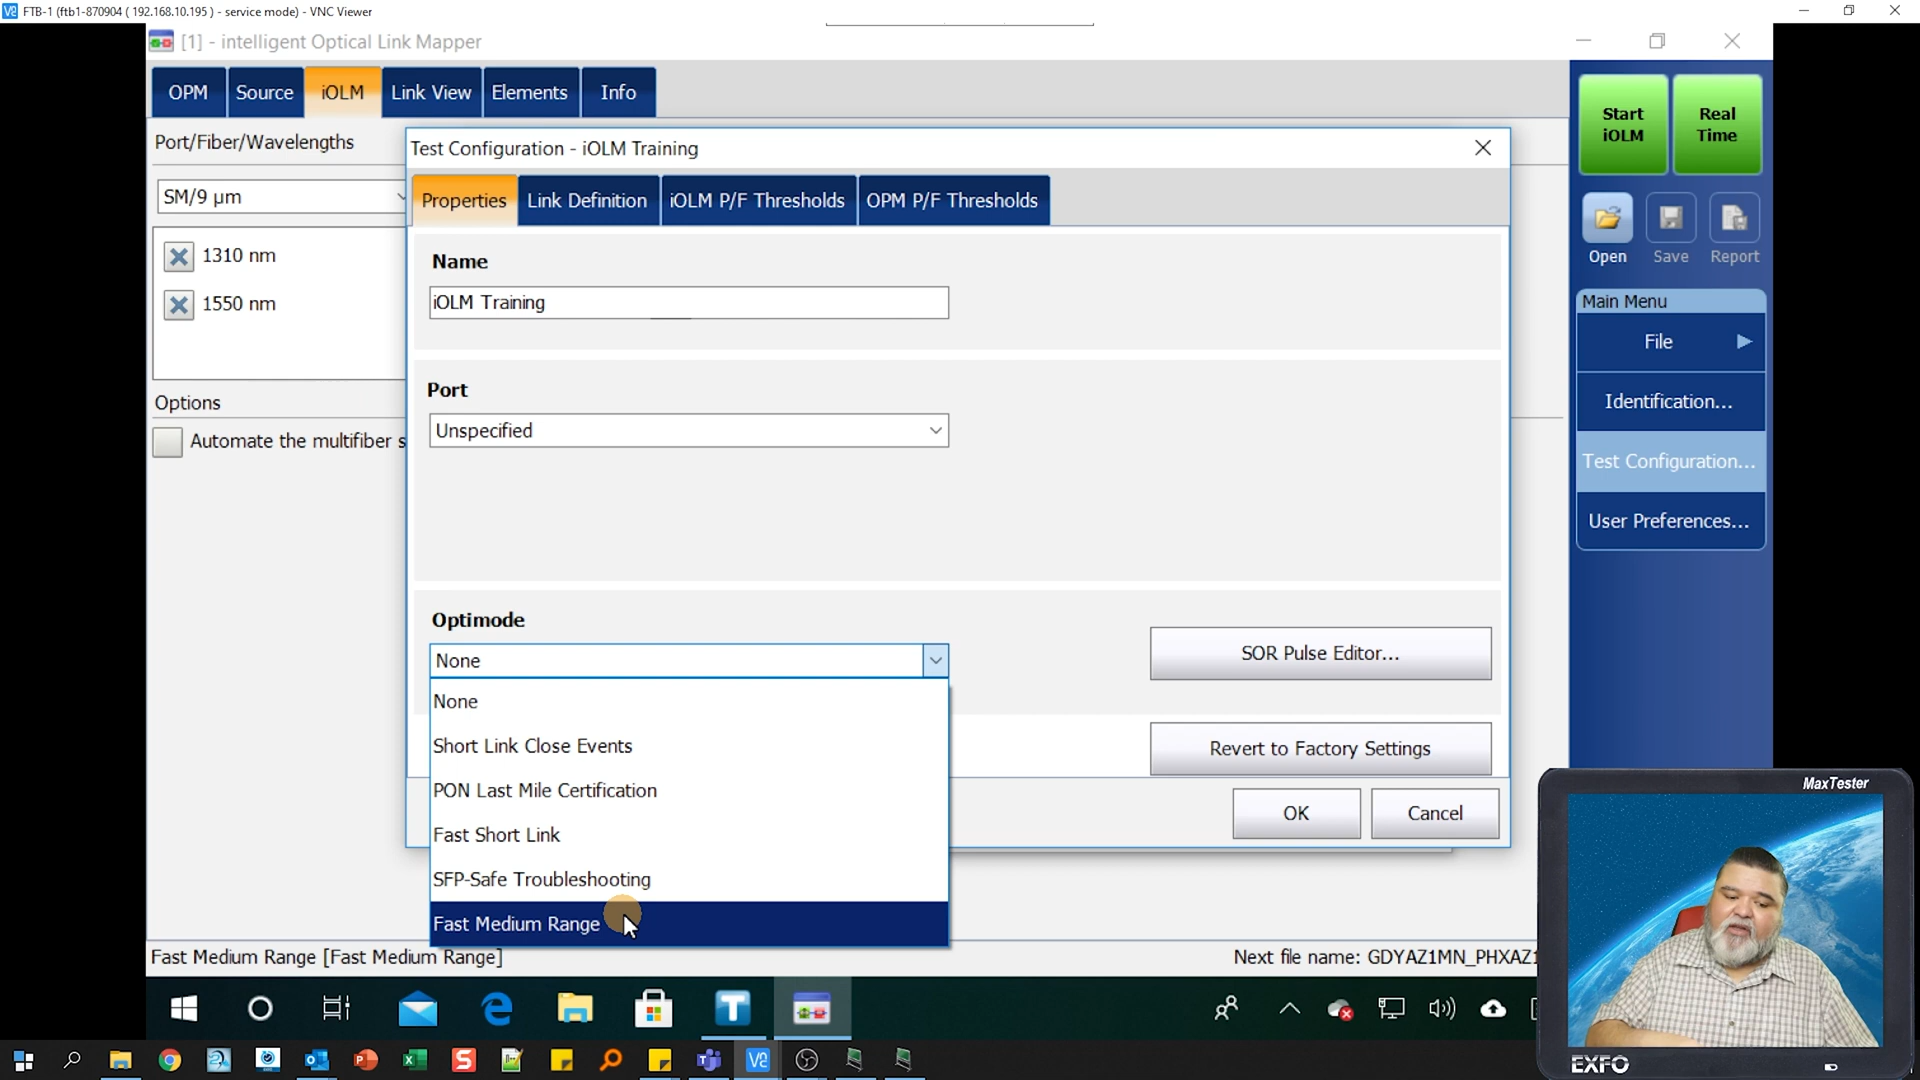 FTB-1 (ftb1-870904 ( 192.168.10.195 ) - service mode) - VNC Viewer
[1] - intelligent Optical Link Mapper
OPM
Source
iOLM
Link View
Elements
Info
Port/Fiber/Wavelengths
SM/9 µm
1310 nm
1550 nm
Options
Automate the multifiber s
Test Configuration - iOLM Training
Properties
Link Definition
iOLM P/F Thresholds
OPM P/F Thresholds
Name
iOLM Training
Port
Unspecified
Optimode
None
None
Short Link Close Events
PON Last Mile Certification
Fast Short Link
SFP-Safe Troubleshooting
Fast Medium Range
SOR Pulse Editor...
Revert to Factory Settings
OK
Cancel
Start
iOLM
Real
Time
Open
Save
Report
Main Menu
File
Identification...
Test Configuration...
User Preferences...
Fast Medium Range [Fast Medium Range]
Next file name: GDYAZ1MN_PHXAZ1
MaxTester
EXFO